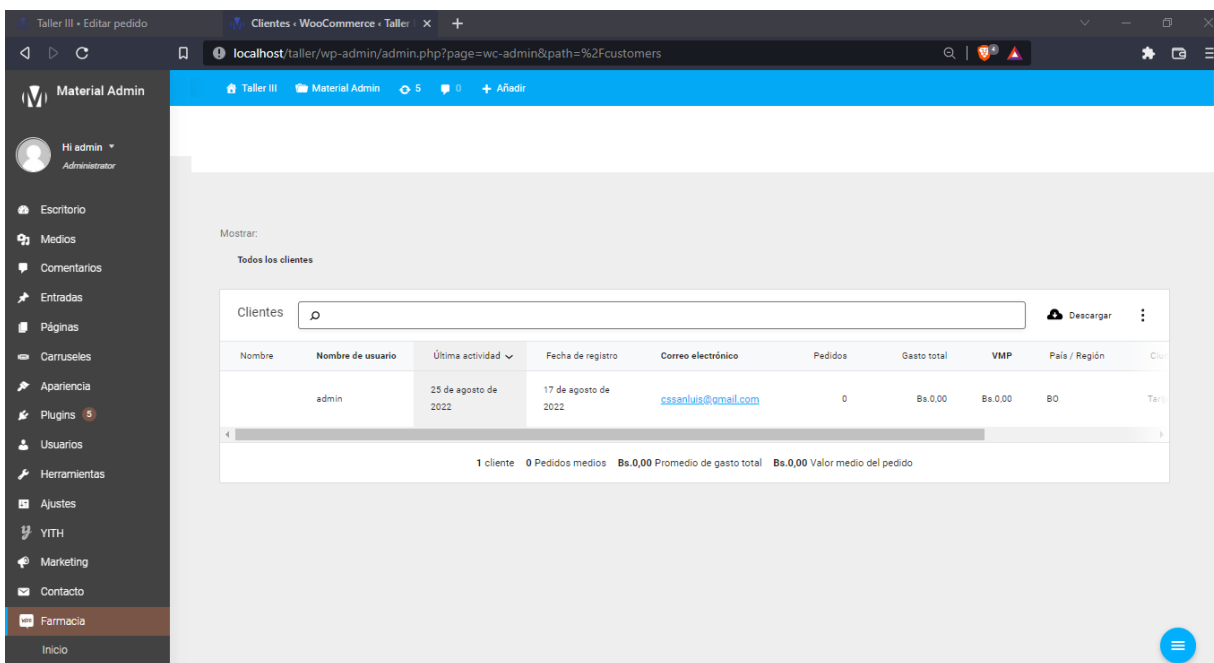 Taller III • Editar pedido
Clientes ‹ WooCommerce ‹ Taller
localhost/taller/wp-admin/admin.php?page=wc-admin&path=%2Fcustomers
Material Admin
Taller III Material Admin 5 0 + Añadir
Hi admin
Administrator
Escritorio
Medios
Comentarios
Entradas
Páginas
Carruseles
Apariencia
Plugins 5
Usuarios
Herramientas
Ajustes
YITH
Marketing
Contacto
Farmacia
Inicio
Mostrar:
Todos los clientes
Clientes
Descargar
Nombre Nombre de usuario Última actividad Fecha de registro Correo electrónico Pedidos Gasto total VMP País / Región
admin 25 de agosto de 2022 17 de agosto de 2022 cssanluis@gmail.com 0 Bs.0,00 Bs.0,00 BO
1 cliente 0 Pedidos medios Bs.0,00 Promedio de gasto total Bs.0,00 Valor medio del pedido